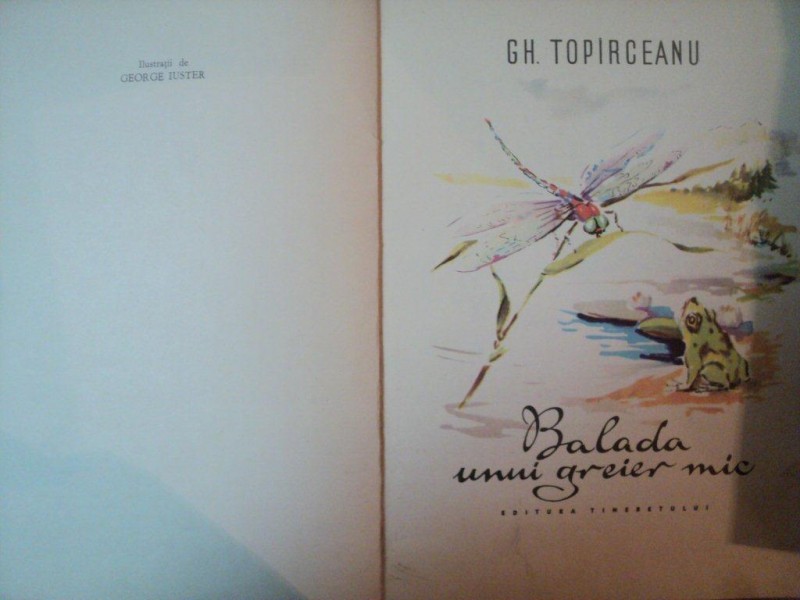 Ilustrații de
GEORGE IUSTER
GH. TOPÎRCEANU
Balada
unui greier mic
EDITURA TINERETULUI